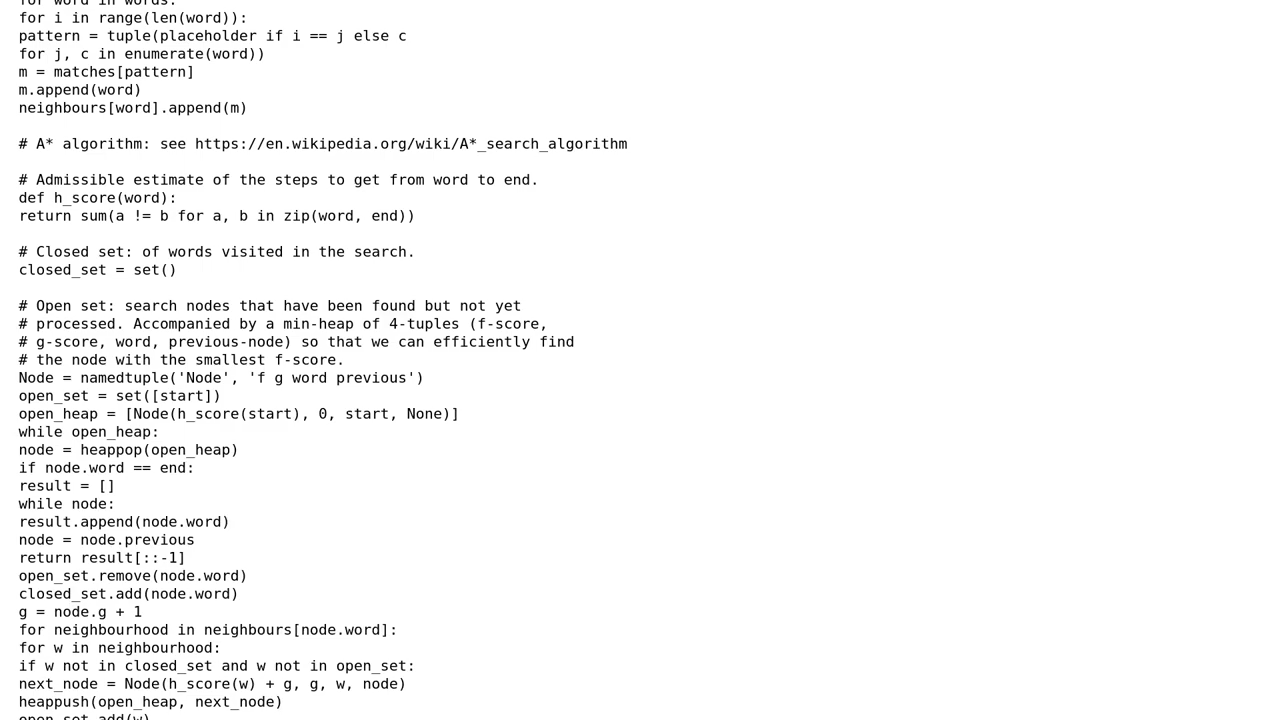 for word in words:
for i in range(len(word)):
pattern = tuple(placeholder if i == j else c
for j, c in enumerate(word))
m = matches[pattern]
m.append(word)
neighbours[word].append(m)
# A* algorithm: see https://en.wikipedia.org/wiki/A*_search_algorithm
# Admissible estimate of the steps to get from word to end.
def h_score(word):
return sum(a != b for a, b in zip(word, end))
# Closed set: of words visited in the search.
closed_set = set()
# Open set: search nodes that have been found but not yet
# processed. Accompanied by a min-heap of 4-tuples (f-score,
# g-score, word, previous-node) so that we can efficiently find
# the node with the smallest f-score.
Node = namedtuple('Node', 'f g word previous')
open_set = set([start])
open_heap = [Node(h_score(start), 0, start, None)]
while open_heap:
node = heappop(open_heap)
if node.word == end:
result = []
while node:
result.append(node.word)
node = node.previous
return result[::-1]
open_set.remove(node.word)
closed_set.add(node.word)
g = node.g + 1
for neighbourhood in neighbours[node.word]:
for w in neighbourhood:
if w not in closed_set and w not in open_set:
next_node = Node(h_score(w) + g, g, w, node)
heappush(open_heap, next_node)
open_set.add(w)